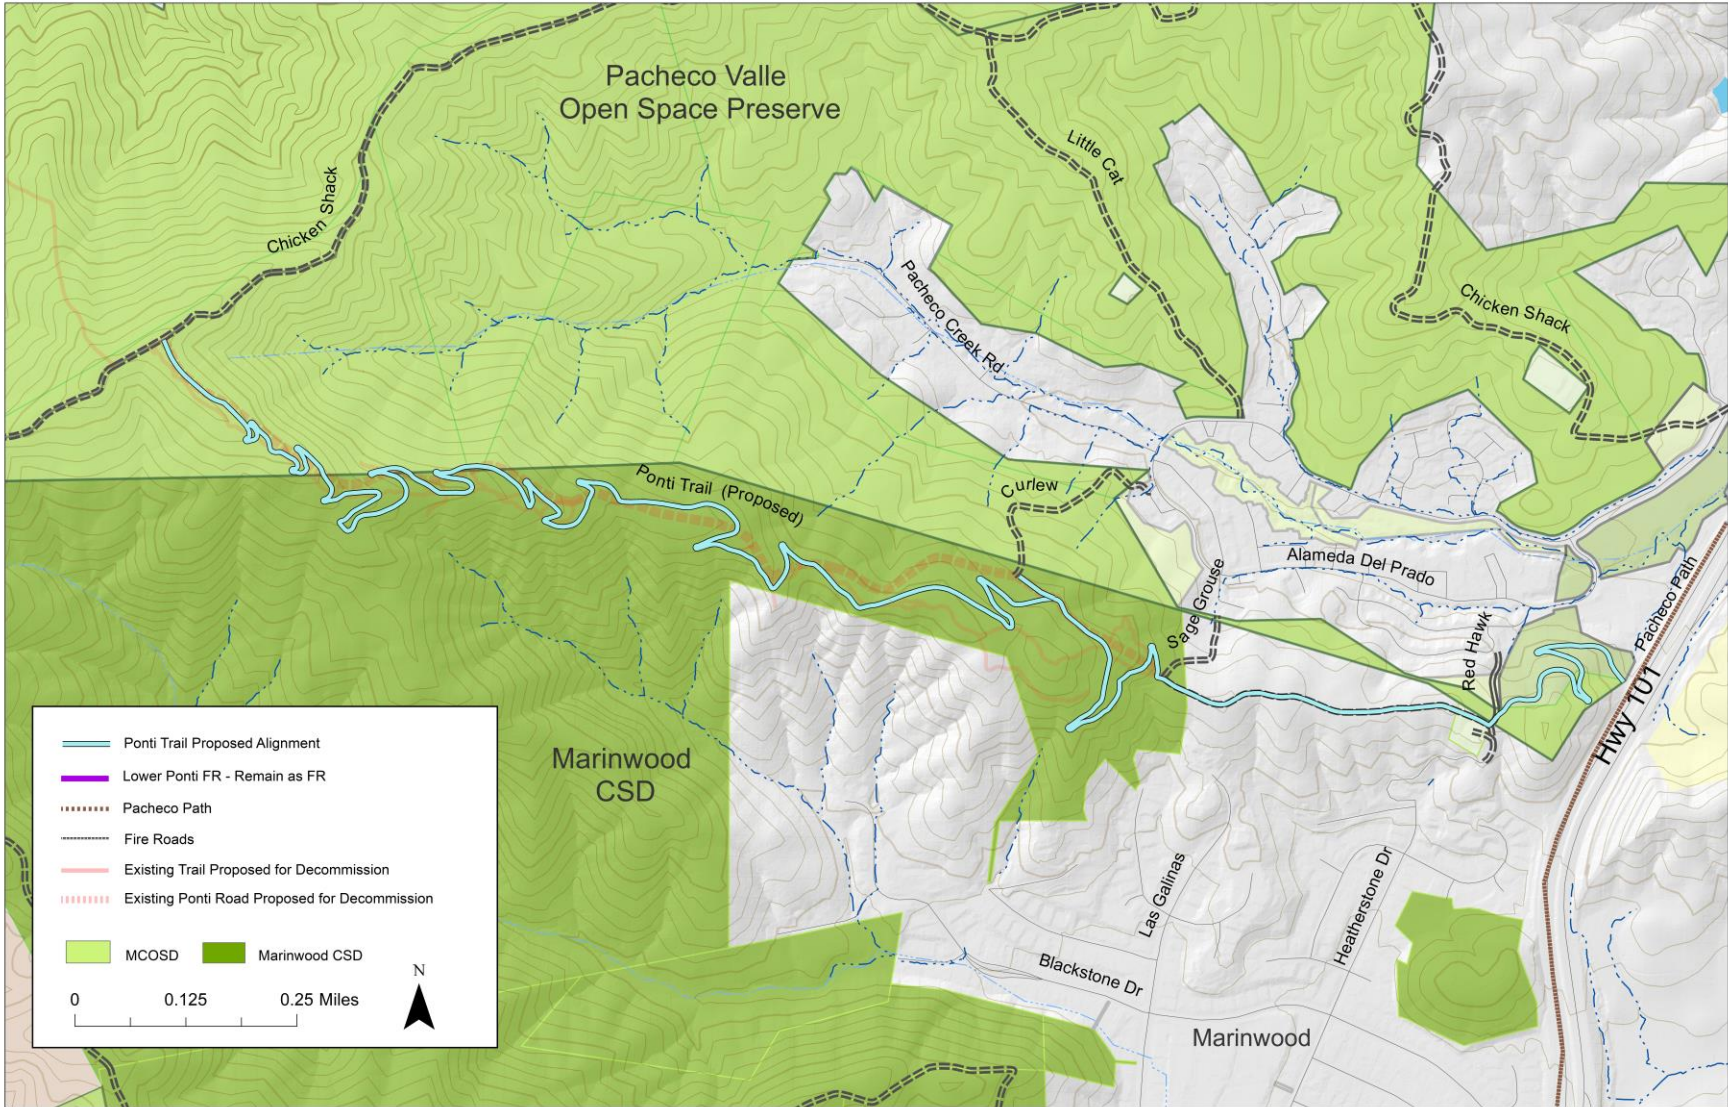 Pacheco Valle
Open Space Preserve
Chicken Shack
Little Cat
Pacheco Creek Rd
Chicken Shack
Ponti Trail (Proposed)
Curlew
Alameda Del Prado
Sage Grouse
Red Hawk
Pacheco Path
Hwy 101
Marinwood
CSD
Las Galinas
Heatherstone Dr
Blackstone Dr
Marinwood
Ponti Trail Proposed Alignment
Lower Ponti FR - Remain as FR
Pacheco Path
Fire Roads
Existing Trail Proposed for Decommission
Existing Ponti Road Proposed for Decommission
MCOSD Marinwood CSD
N
0 0.125 0.25 Miles